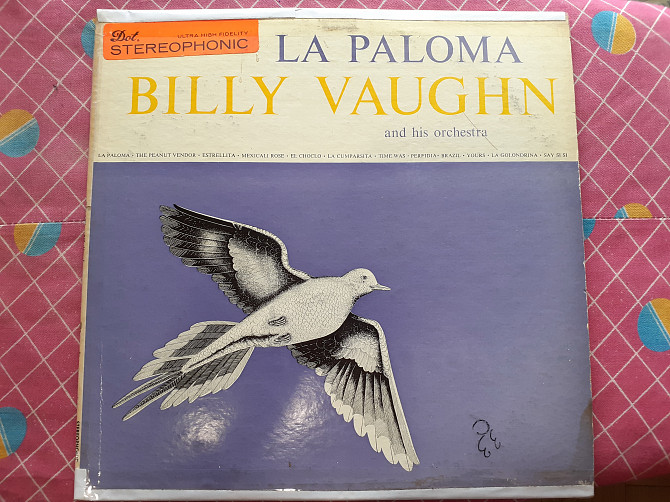 Dot.
ULTRA-HIGH FIDELITY
STEREOPHONIC
LA PALOMA
BILLY VAUGHN
and his orchestra
LA PALOMA • THE PEANUT VENDOR • ESTRELLITA • MEXICALI ROSE • EL CHOCLO • LA CUMPARSITA • TIME WAS • PERFIDIA • BRAZIL • YOURS • LA GOLONDRINA • SAY SI SI